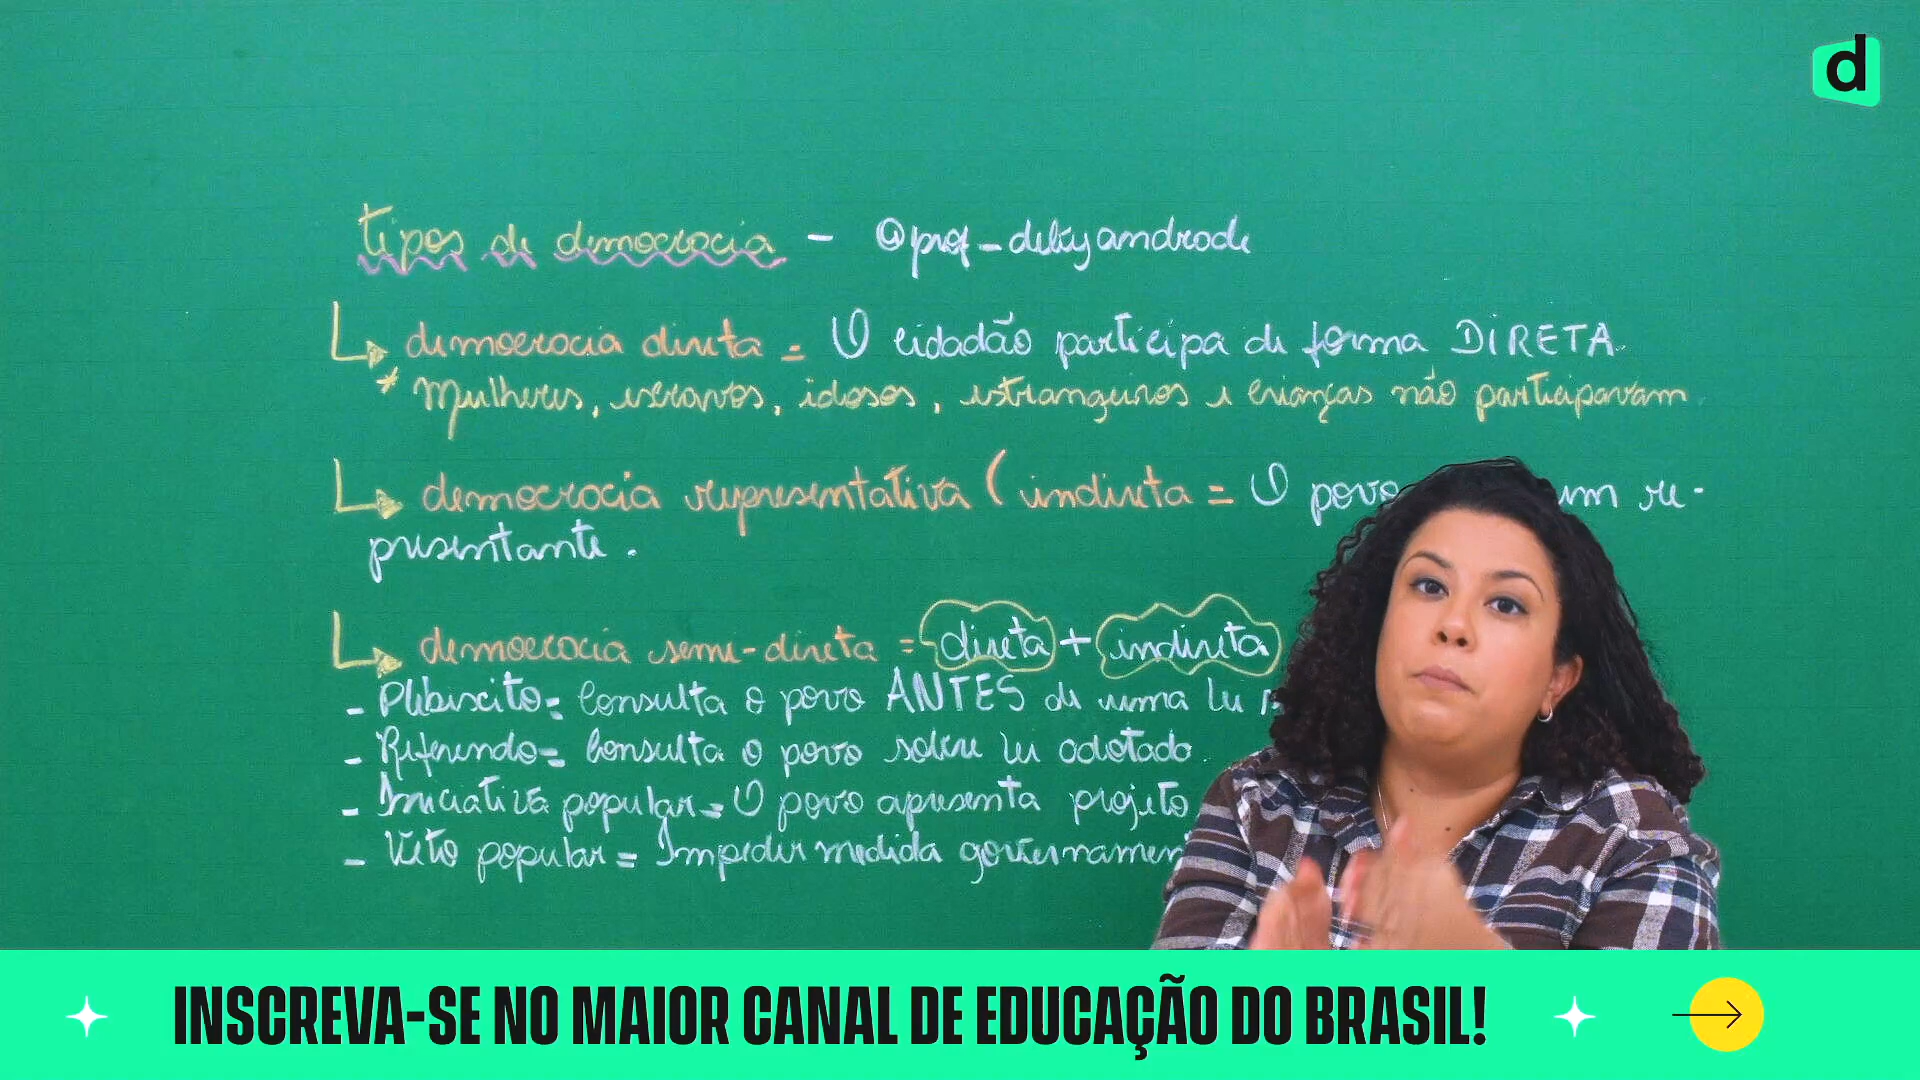 d
tipos de democracia - @prof_debyandrade
democracia direta = O cidadão participa de forma DIRETA.
* Mulheres, escravos, idosos, estrangeiros e crianças não participavam.
democracia representativa (indireta = O povo um re-
presentante.
democracia semi-direta = direta + indireta
- Plebiscito = Consulta o povo ANTES de uma lei
- Referendo = Consulta o povo sobre lei adotada.
- Iniciativa popular = O povo apresenta projeto
- Veto popular = Impedir medida governamen
INSCREVA-SE NO MAIOR CANAL DE EDUCAÇÃO DO BRASIL!